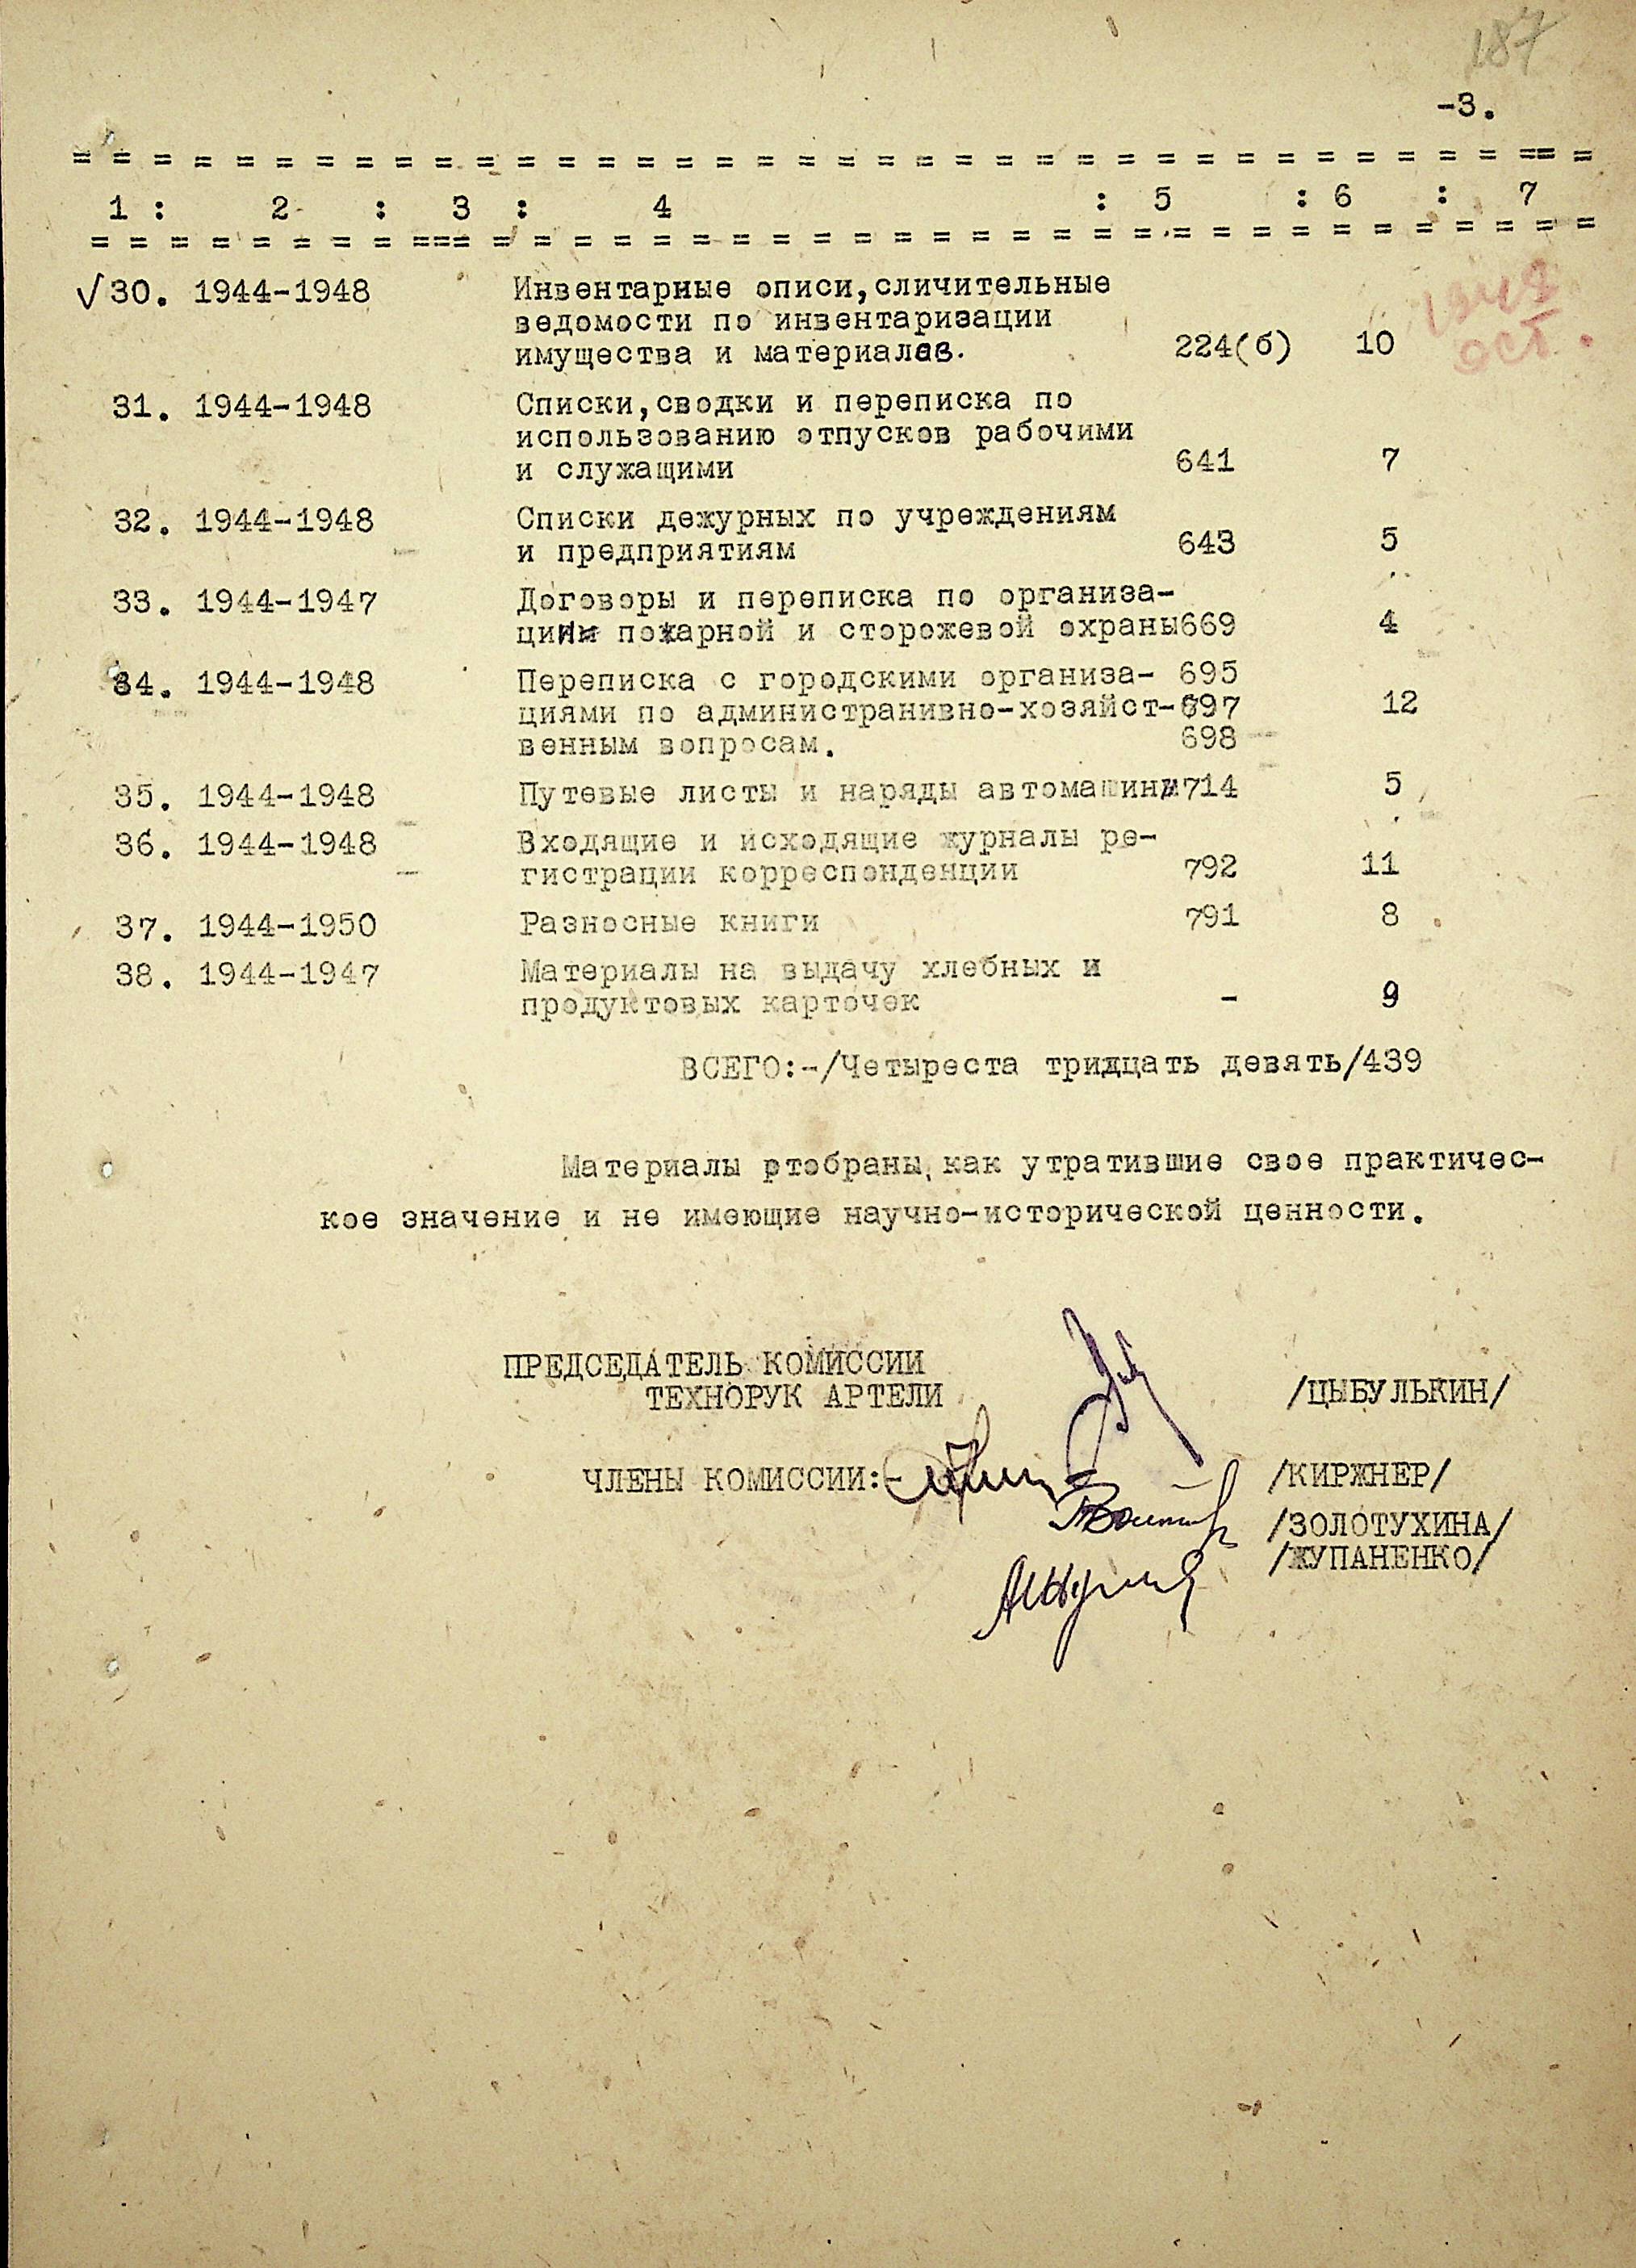 187
-3.
= = = = = = = = = = = = = = = = = = = = = = = = = = = = = = = = = = = = = == =
1 : 2 : 3 : 4 : 5 : 6 : 7
= = = = = = = = === = = = = = = = = = = = = = = = = = = = = = = = = = = = =
√30. 1944-1948 Инвентарные описи,сличительные
ведомости по инвентаризации
имущества и материалов. 224(б) 10
1948
ост.
31. 1944-1948 Списки,сводки и переписка по
использованию отпусков рабочими
и служащими 641 7
32. 1944-1948 Списки дежурных по учреждениям
и предприятиям 643 5
33. 1944-1947 Договоры и переписка по организа-
ции пожарной и сторожевой охраны669 4
34. 1944-1948 Переписка с городскими организа- 695
циями по администранивно-хозяйст-697 12
венным вопросам. 698
35. 1944-1948 Путевые листы и наряды автомашины714 5
36. 1944-1948 Входящие и исходящие журналы ре-
гистрации корреспонденции 792 11
37. 1944-1950 Разносные книги 791 8
38. 1944-1947 Материалы на выдачу хлебных и
продуктовых карточек - 9
ВСЕГО:-/Четыреста тридцать девять/439
Материалы отобраны, как утратившие свое практичес-
кое значение и не имеющие научно-исторической ценности.
ПРЕДСЕДАТЕЛЬ КОМИССИИ
ТЕХНОРУК АРТЕЛИ /ЦЫБУЛЬКИН/
ЧЛЕНЫ КОМИССИИ:- /КИРЖНЕР/
/ЗОЛОТУХИНА/
/ЖУПАНЕНКО/